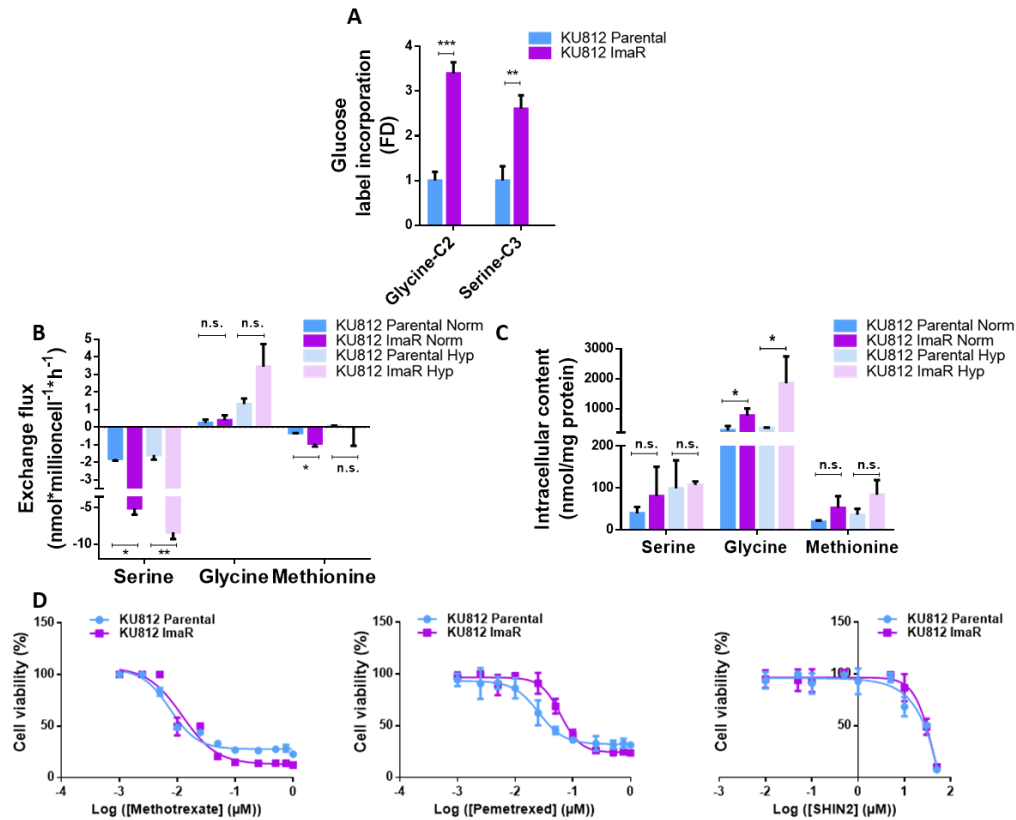 A
KU812 Parental
KU812 ImaR
Glucose
label incorporation
(FD)
4
3
2
1
0
***
**
Glycine-C2
Serine-C3
B
KU812 Parental Norm
KU812 ImaR Norm
KU812 Parental Hyp
KU812 ImaR Hyp
Exchange flux
(nmol*millioncell-1*h-1)
5
4
3
2
1
0
-1
-2
-3
-5
-10
n.s.
n.s.
*
**
*
n.s.
Serine
Glycine
Methionine
C
KU812 Parental Norm
KU812 ImaR Norm
KU812 Parental Hyp
KU812 ImaR Hyp
Intracellular content
(nmol/mg protein)
3000
2000
1000
200
100
0
n.s.
n.s.
*
*
n.s.
n.s.
Serine
Glycine
Methionine
D
KU812 Parental
KU812 ImaR
Cell viability (%)
150
100
50
0
-4
-3
-2
-1
0
Log ([Methotrexate] (µM))
KU812 Parental
KU812 ImaR
Cell viability (%)
150
100
50
0
-4
-3
-2
-1
0
Log ([Pemetrexed] (µM))
KU812 Parental
KU812 ImaR
Cell viability (%)
150
100
50
0
-3
-2
-1
0
1
2
Log ([SHIN2] (µM))